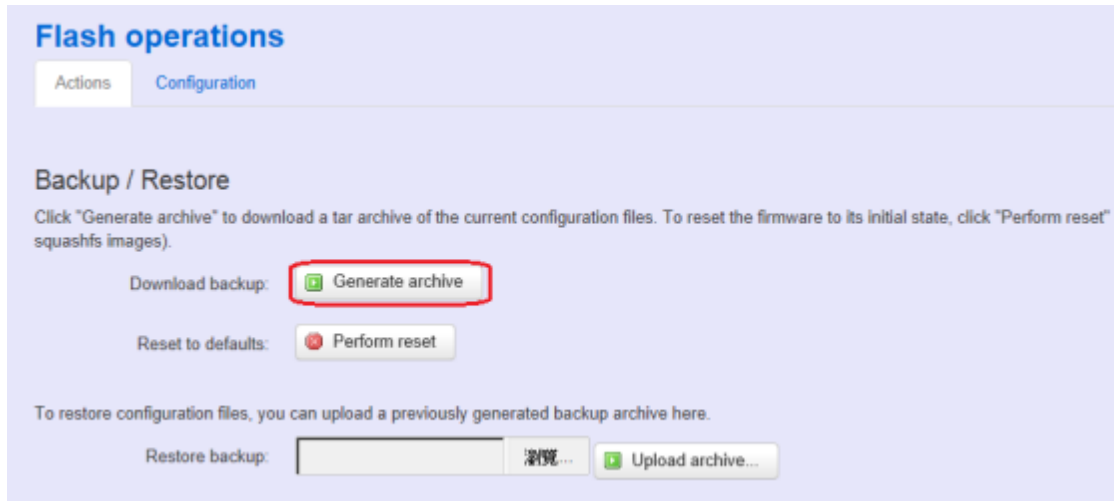 Flash operations
Actions Configuration
Backup / Restore
Click "Generate archive" to download a tar archive of the current configuration files. To reset the firmware to its initial state, click "Perform reset"
squashfs images).
Download backup: Generate archive
Reset to defaults: Perform reset
To restore configuration files, you can upload a previously generated backup archive here.
Restore backup: 瀏覽... Upload archive...